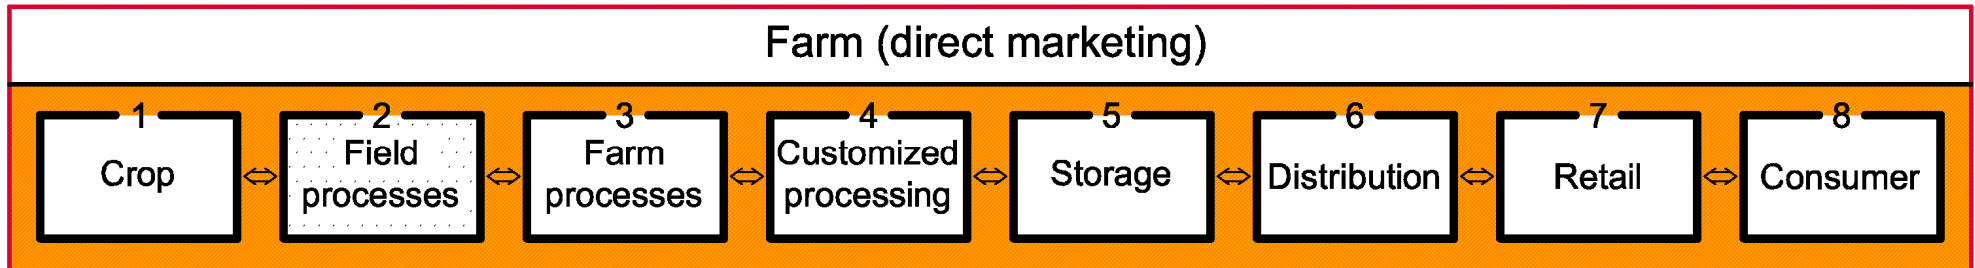 Farm (direct marketing)
1
Crop
2
Field
processes
3
Farm
processes
4
Customized
processing
5
Storage
6
Distribution
7
Retail
8
Consumer